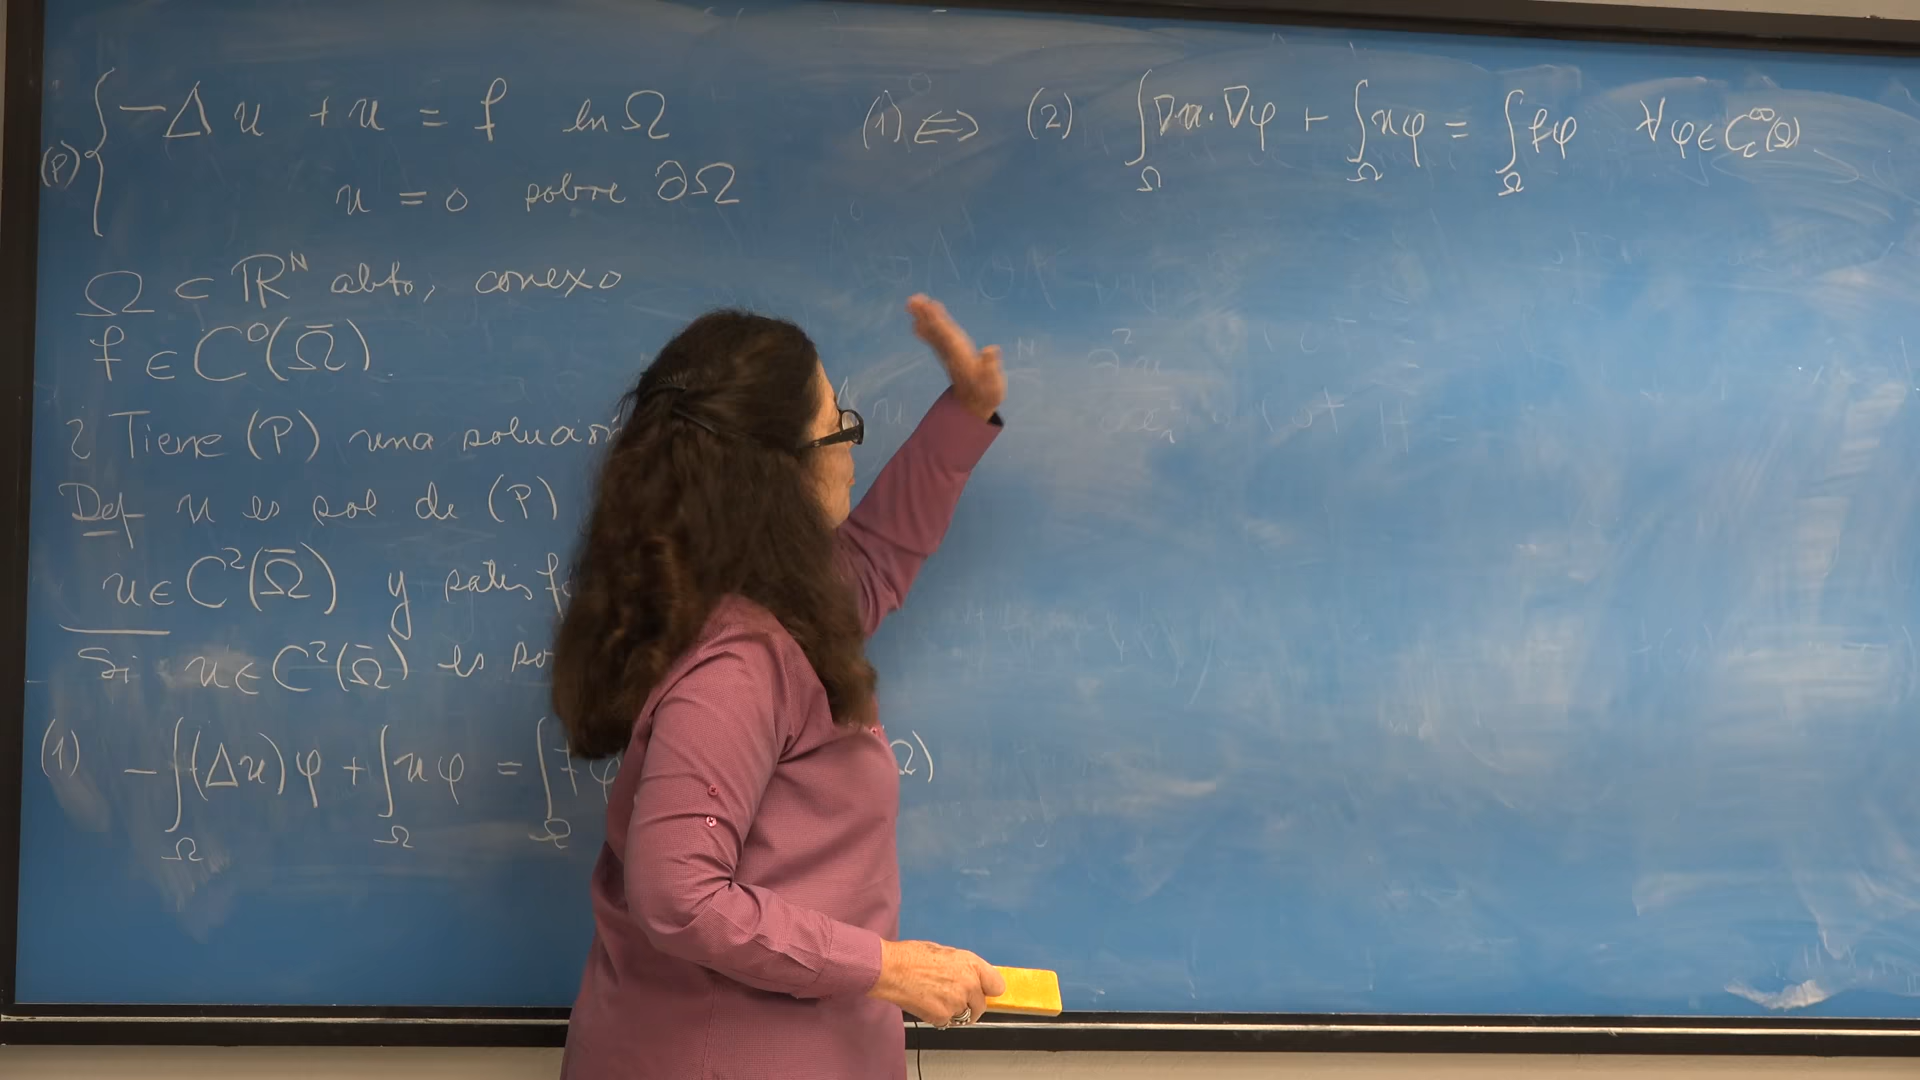 (P) { -Δu + u = f en Ω
u = 0 sobre ∂Ω
Ω ⊂ ℝᴺ abto, conexo
f ∈ C⁰(Ω̄).
¿ Tiene (P) una solución
Def u es sol de (P)
u ∈ C²(Ω̄) y satisf
Si u ∈ C²(Ω̄) es so
(1) -∫_Ω (Δu)φ + ∫_Ω uφ = ∫_Ω fφ Ω)
(1) ⇔ (2) ∫_Ω ∇u·∇φ + ∫_Ω uφ = ∫_Ω fφ ∀φ ∈ C_c^∞(Ω).